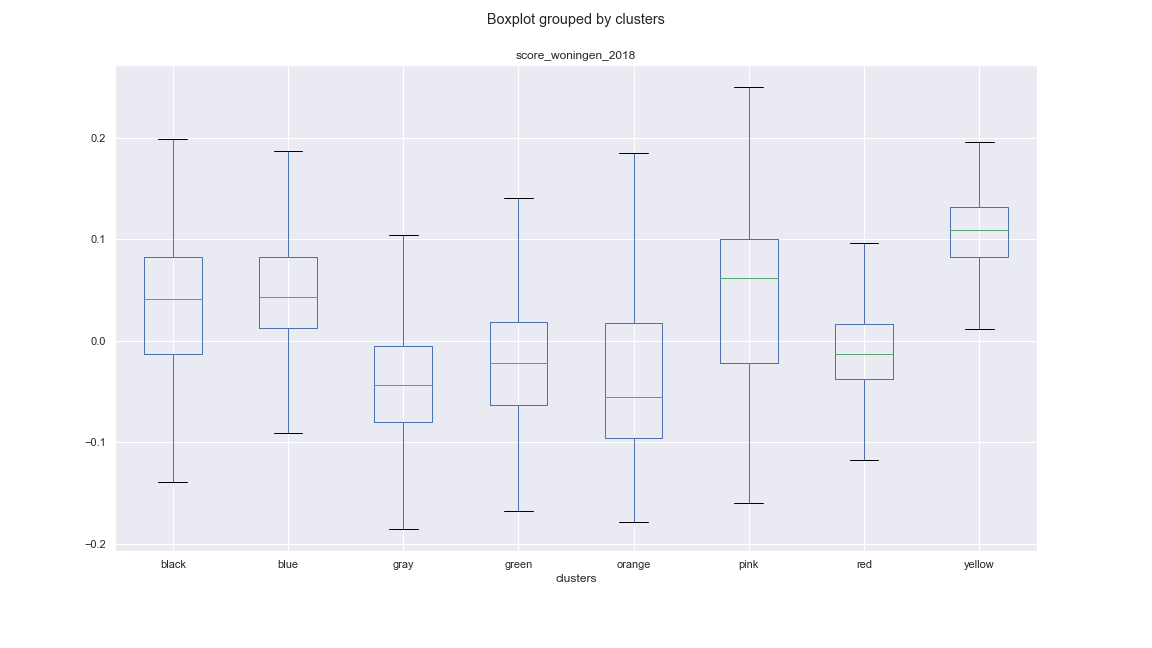 Boxplot grouped by clusters
score_woningen_2018
0.2
0.1
0.0
−0.1
−0.2
black blue gray green orange pink red yellow
clusters